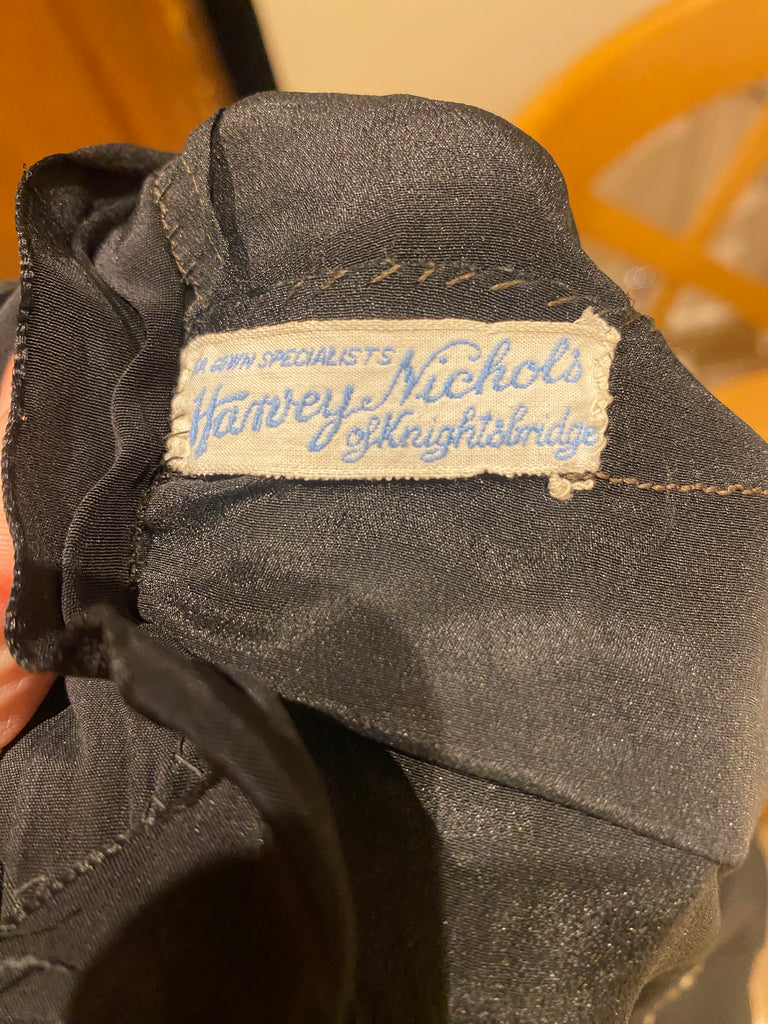 GOWN SPECIALISTS
Harvey Nichols
of Knightsbridge